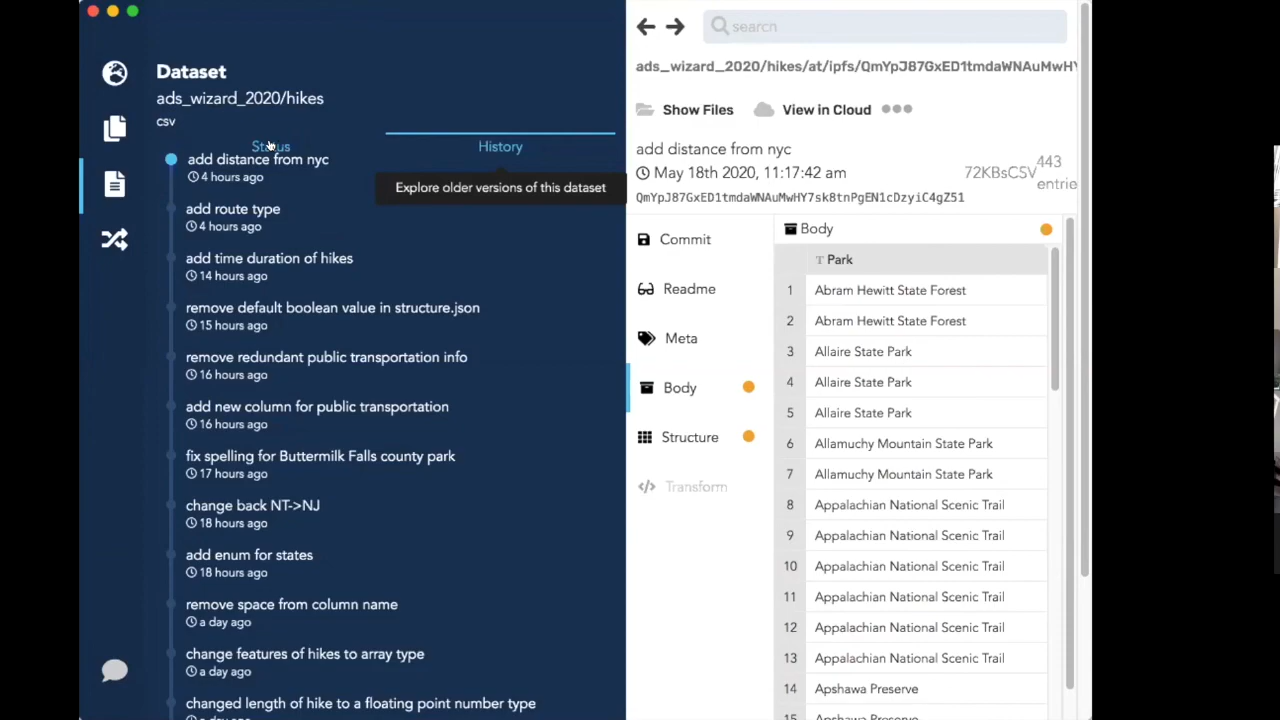 Dataset
ads_wizard_2020/hikes
csv
Status
History
Explore older versions of this dataset
add distance from nyc
4 hours ago
add route type
4 hours ago
add time duration of hikes
14 hours ago
remove default boolean value in structure.json
15 hours ago
remove redundant public transportation info
16 hours ago
add new column for public transportation
16 hours ago
fix spelling for Buttermilk Falls county park
17 hours ago
change back NT->NJ
18 hours ago
add enum for states
18 hours ago
remove space from column name
a day ago
change features of hikes to array type
a day ago
changed length of hike to a floating point number type
a day ago
search
ads_wizard_2020/hikes/at/ipfs/QmYpJ87GxED1tmdaWNAuMwHY
Show Files
View in Cloud
add distance from nyc
May 18th 2020, 11:17:42 am
72KBsCSV
443
entrie
QmYpJ87GxED1tmdaWNAuMwHY7sk8tnPgEN1cDzyiC4gZ51
Commit
Readme
Meta
Body
Structure
Transform
Body
T Park
1 Abram Hewitt State Forest
2 Abram Hewitt State Forest
3 Allaire State Park
4 Allaire State Park
5 Allaire State Park
6 Allamuchy Mountain State Park
7 Allamuchy Mountain State Park
8 Appalachian National Scenic Trail
9 Appalachian National Scenic Trail
10 Appalachian National Scenic Trail
11 Appalachian National Scenic Trail
12 Appalachian National Scenic Trail
13 Appalachian National Scenic Trail
14 Apshawa Preserve
15 Apshawa Preserve